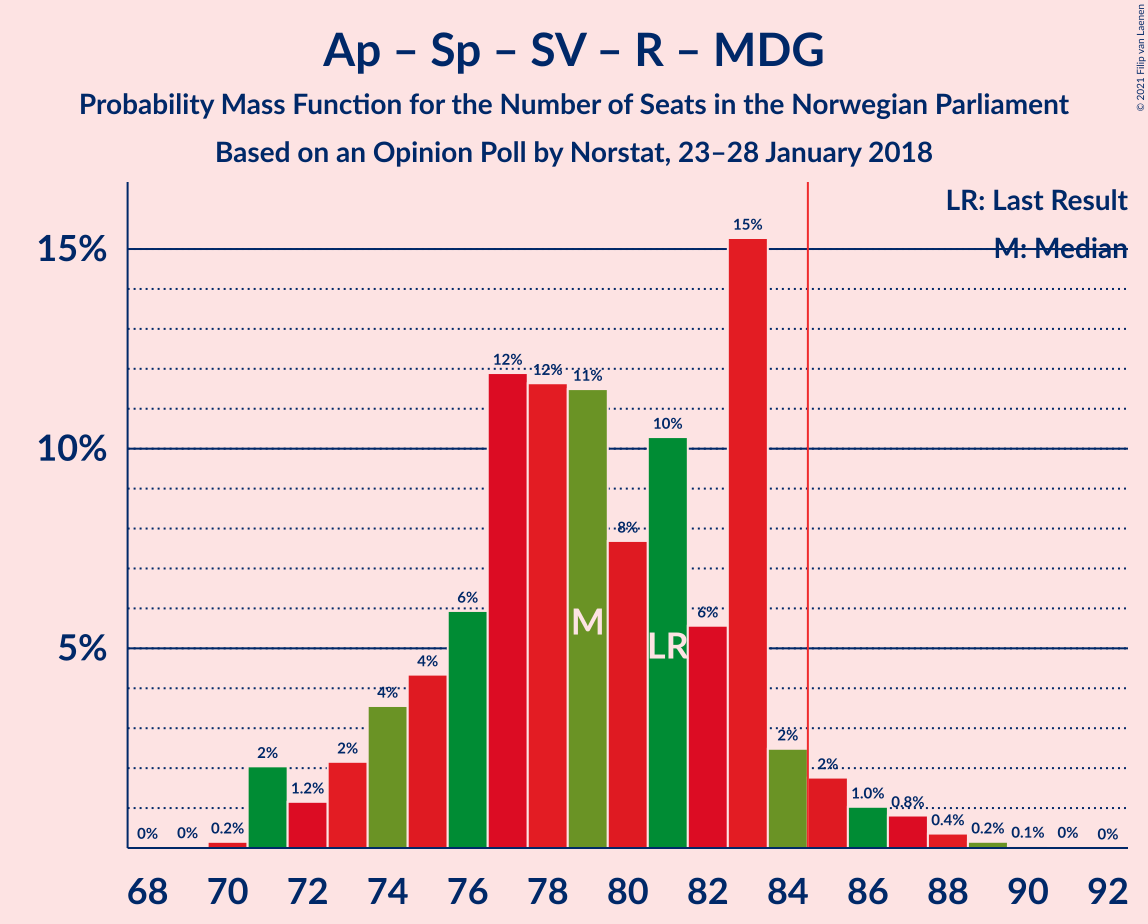 Ap – Sp – SV – R – MDG
Probability Mass Function for the Number of Seats in the Norwegian Parliament
Based on an Opinion Poll by Norstat, 23–28 January 2018
© 2021 Filip van Laenen
LR: Last Result
M: Median
15%
10%
5%
0% 0% 0.2% 2% 1.2% 2% 4% 4% 6% 12% 12% 11% 8% 10% 6% 15% 2% 2% 1.0% 0.8% 0.4% 0.2% 0.1% 0% 0%
M
LR
68 70 72 74 76 78 80 82 84 86 88 90 92